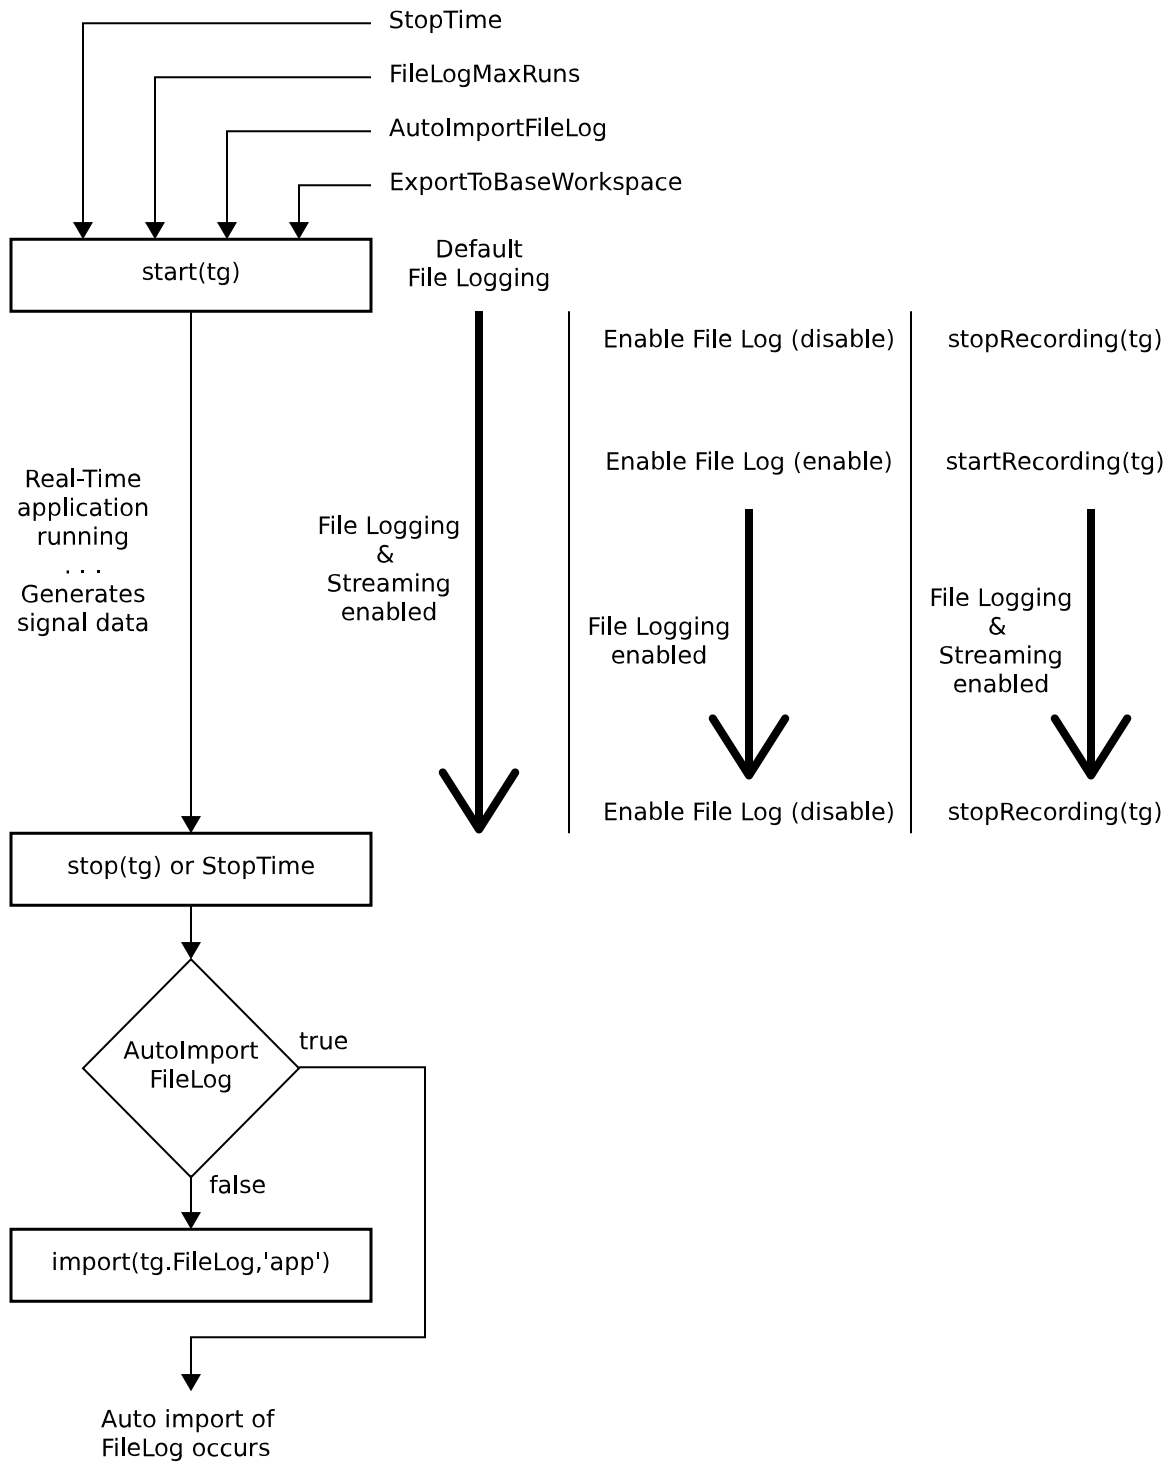 StopTime
FileLogMaxRuns
AutoImportFileLog
ExportToBaseWorkspace
start(tg)
Default
File Logging
Enable File Log (disable)
stopRecording(tg)
Enable File Log (enable)
startRecording(tg)
Real-Time
application
running
. . .
Generates
signal data
File Logging
&
Streaming
enabled
File Logging
enabled
File Logging
&
Streaming
enabled
Enable File Log (disable)
stopRecording(tg)
stop(tg) or StopTime
AutoImport
FileLog
true
false
import(tg.FileLog,'app')
Auto import of
FileLog occurs